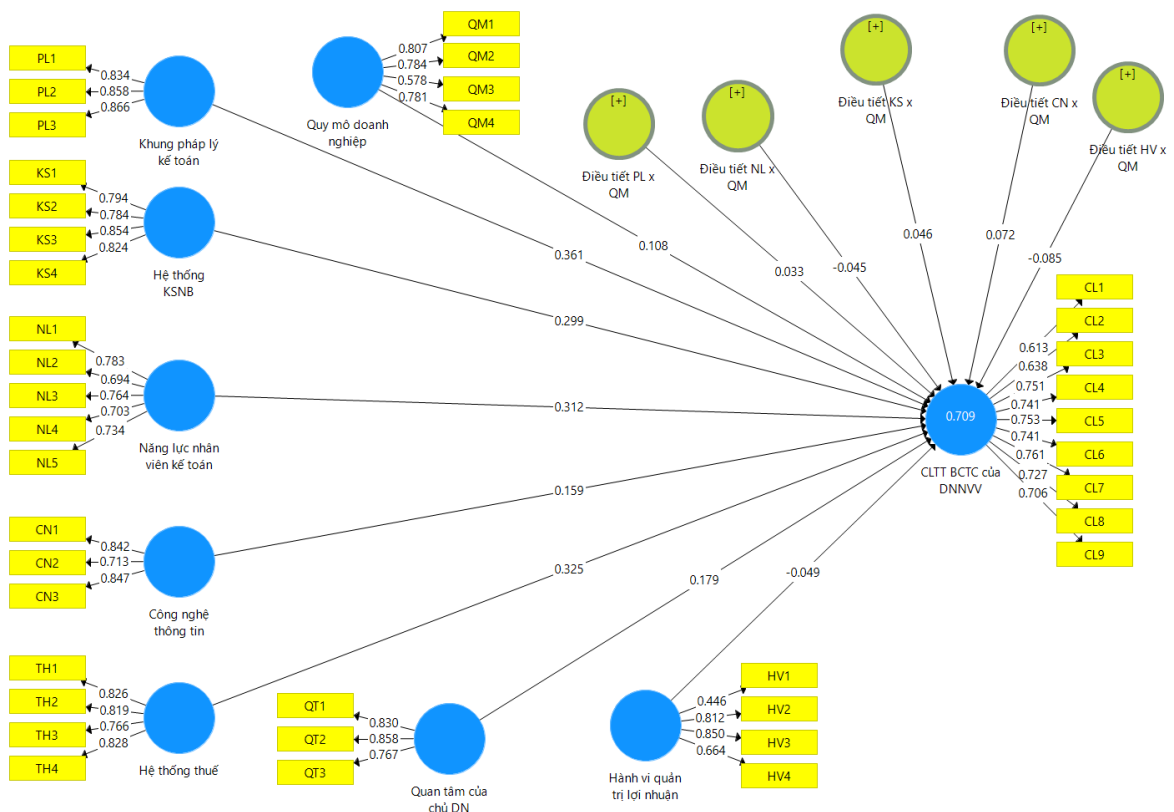 PL1
PL2
PL3
0.834
0.858
0.866
Khung pháp lý
kế toán
KS1
KS2
KS3
KS4
0.794
0.784
0.854
0.824
Hệ thống
KSNB
NL1
NL2
NL3
NL4
NL5
0.783
0.694
0.764
0.703
0.734
Năng lực nhân
viên kế toán
CN1
CN2
CN3
0.842
0.713
0.847
Công nghệ
thông tin
TH1
TH2
TH3
TH4
0.826
0.819
0.766
0.828
Hệ thống thuế
Quy mô doanh
nghiệp
0.807
0.784
0.578
0.781
QM1
QM2
QM3
QM4
[+]
Điều tiết PL x
QM
[+]
Điều tiết NL x
QM
[+]
Điều tiết KS x
QM
[+]
Điều tiết CN x
QM
[+]
Điều tiết HV x
QM
0.361
0.108
0.033
-0.045
0.046
0.072
-0.085
0.299
0.312
0.159
0.325
0.179
-0.049
0.709
CLTT BCTC của
DNNVV
0.613
0.638
0.751
0.741
0.753
0.741
0.761
0.727
0.706
CL1
CL2
CL3
CL4
CL5
CL6
CL7
CL8
CL9
QT1
QT2
QT3
0.830
0.858
0.767
Quan tâm của
chủ DN
Hành vi quản
trị lợi nhuận
0.446
0.812
0.850
0.664
HV1
HV2
HV3
HV4